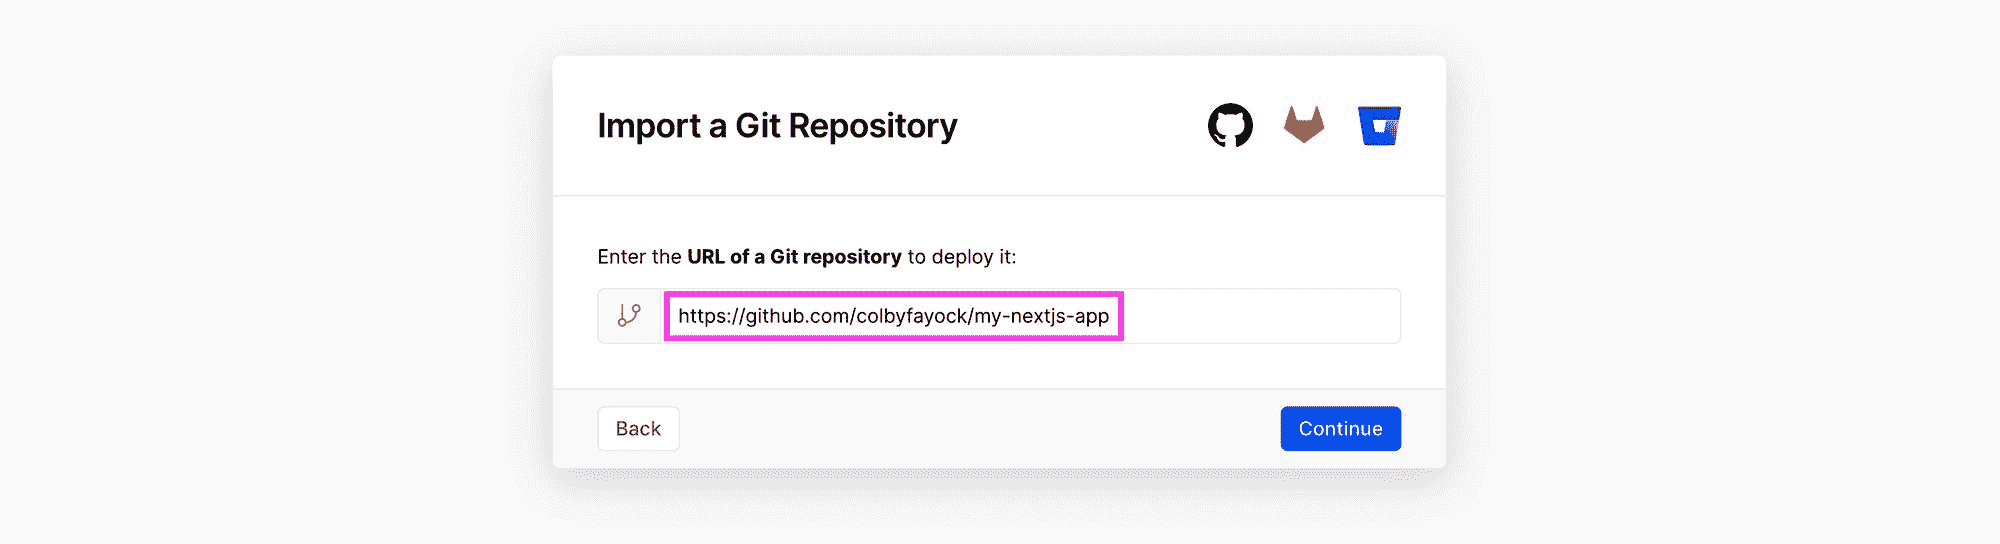 Import a Git Repository
Enter the URL of a Git repository to deploy it:
https://github.com/colbyfayock/my-nextjs-app
Back
Continue